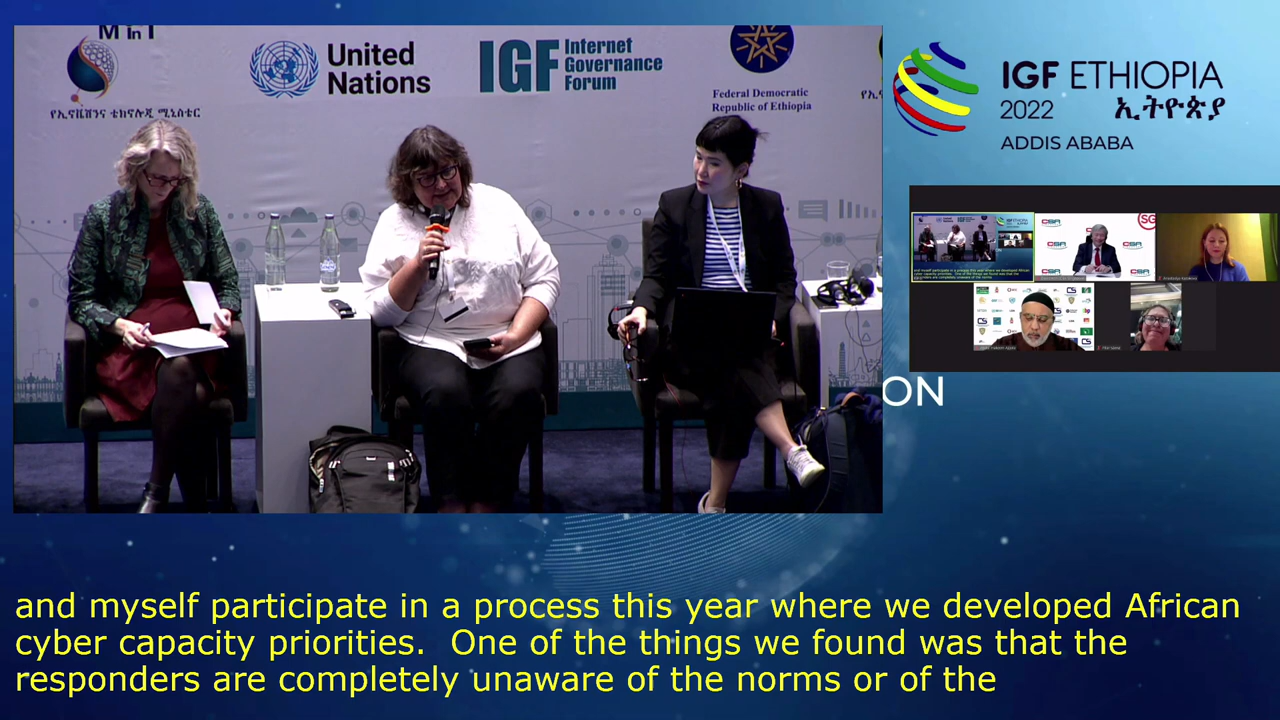 M in T
የኢኖቬሽንና ቴክኖሎጂ ሚኒስቴር
United
Nations
IGF Internet
Governance
Forum
Federal Democratic
Republic of Ethiopia
IGF ETHIOPIA
2022 ኢትዮጵያ
ADDIS ABABA
ON
and myself participate in a process this year where we developed African
cyber capacity priorities. One of the things we found was that the
responders are completely unaware of the norms or of the